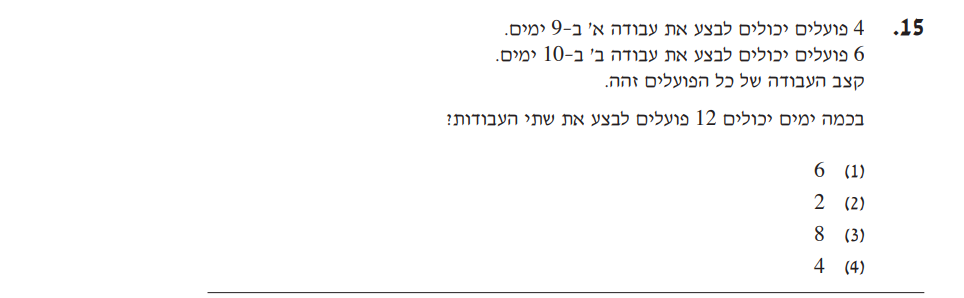 15. 4 פועלים יכולים לבצע את עבודה א' ב-9 ימים.
6 פועלים יכולים לבצע את עבודה ב' ב-10 ימים.
קצב העבודה של כל הפועלים זהה.
בכמה ימים יכולים 12 פועלים לבצע את שתי העבודות?
(1) 6
(2) 2
(3) 8
(4) 4